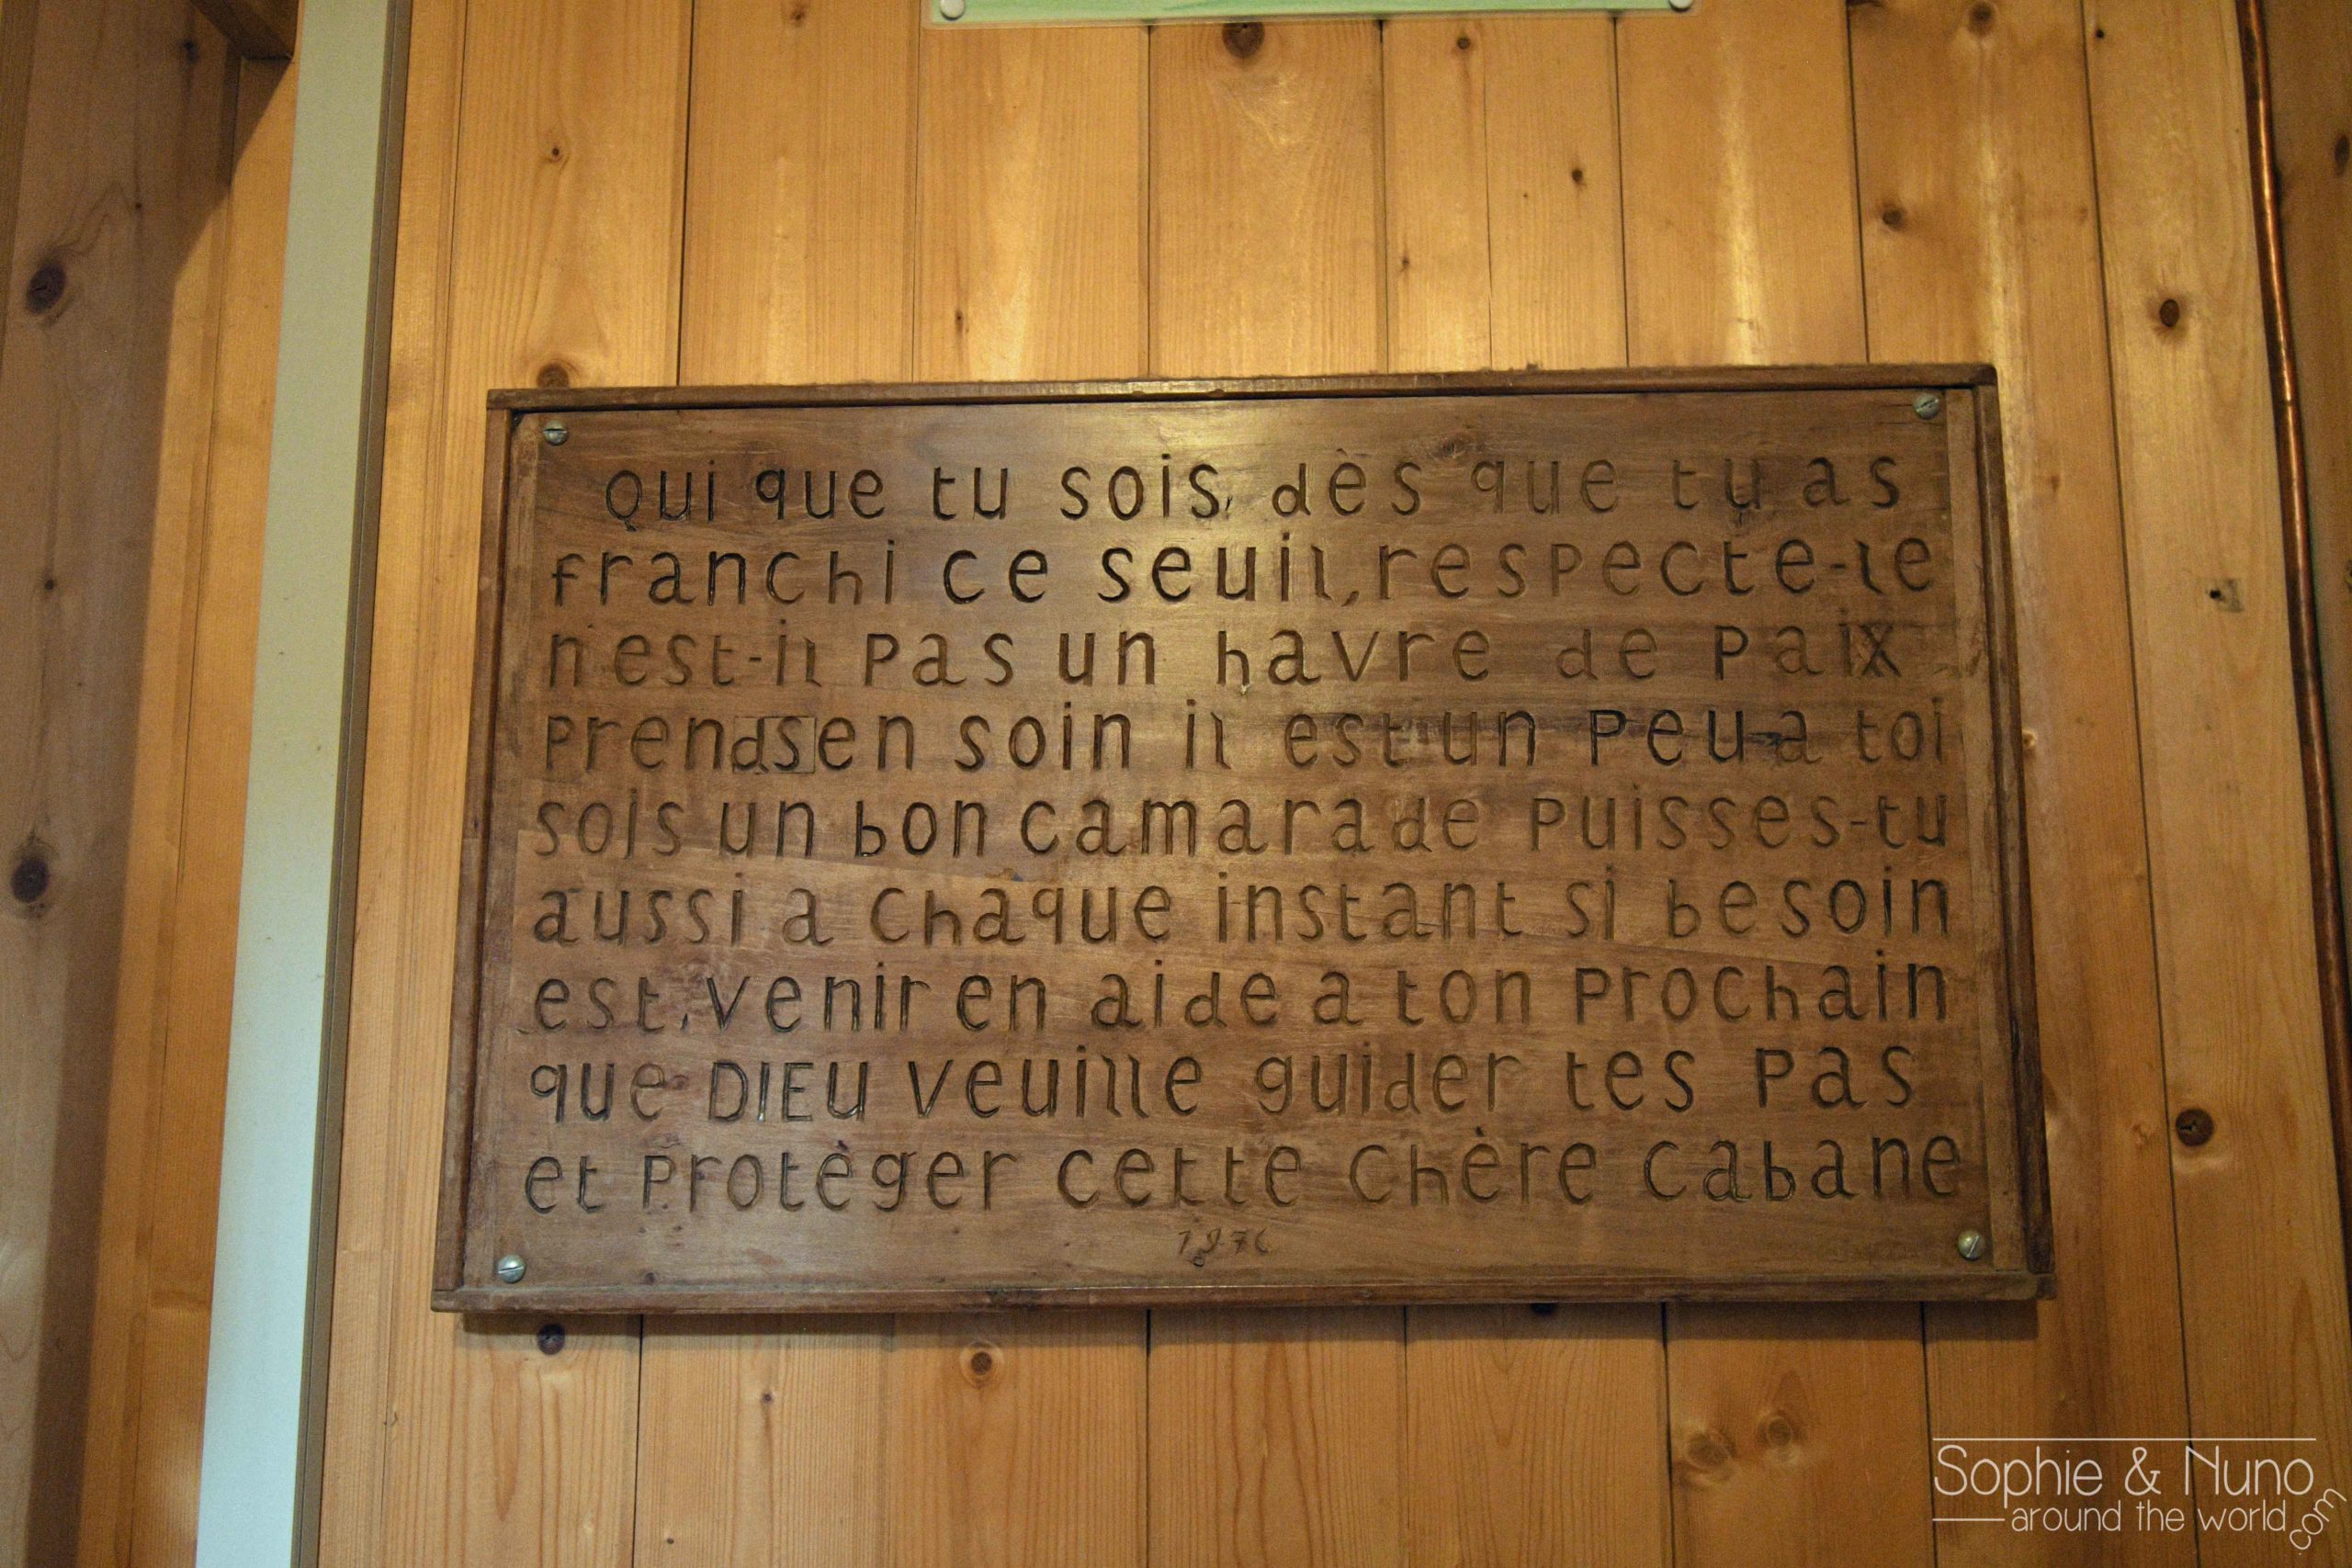 Qui que tu sois, dès que tu as
franchi ce seuil, respecte-le
n'est-il pas un havre de paix
prends en soin il est un peu a toi
sois un bon camarade puisses-tu
aussi a chaque instant si besoin
est, venir en aide a ton prochain
que DIEU veuille guider tes pas
et protèger cette chère cabane
1976
Sophie & Nuno
around the world
.com